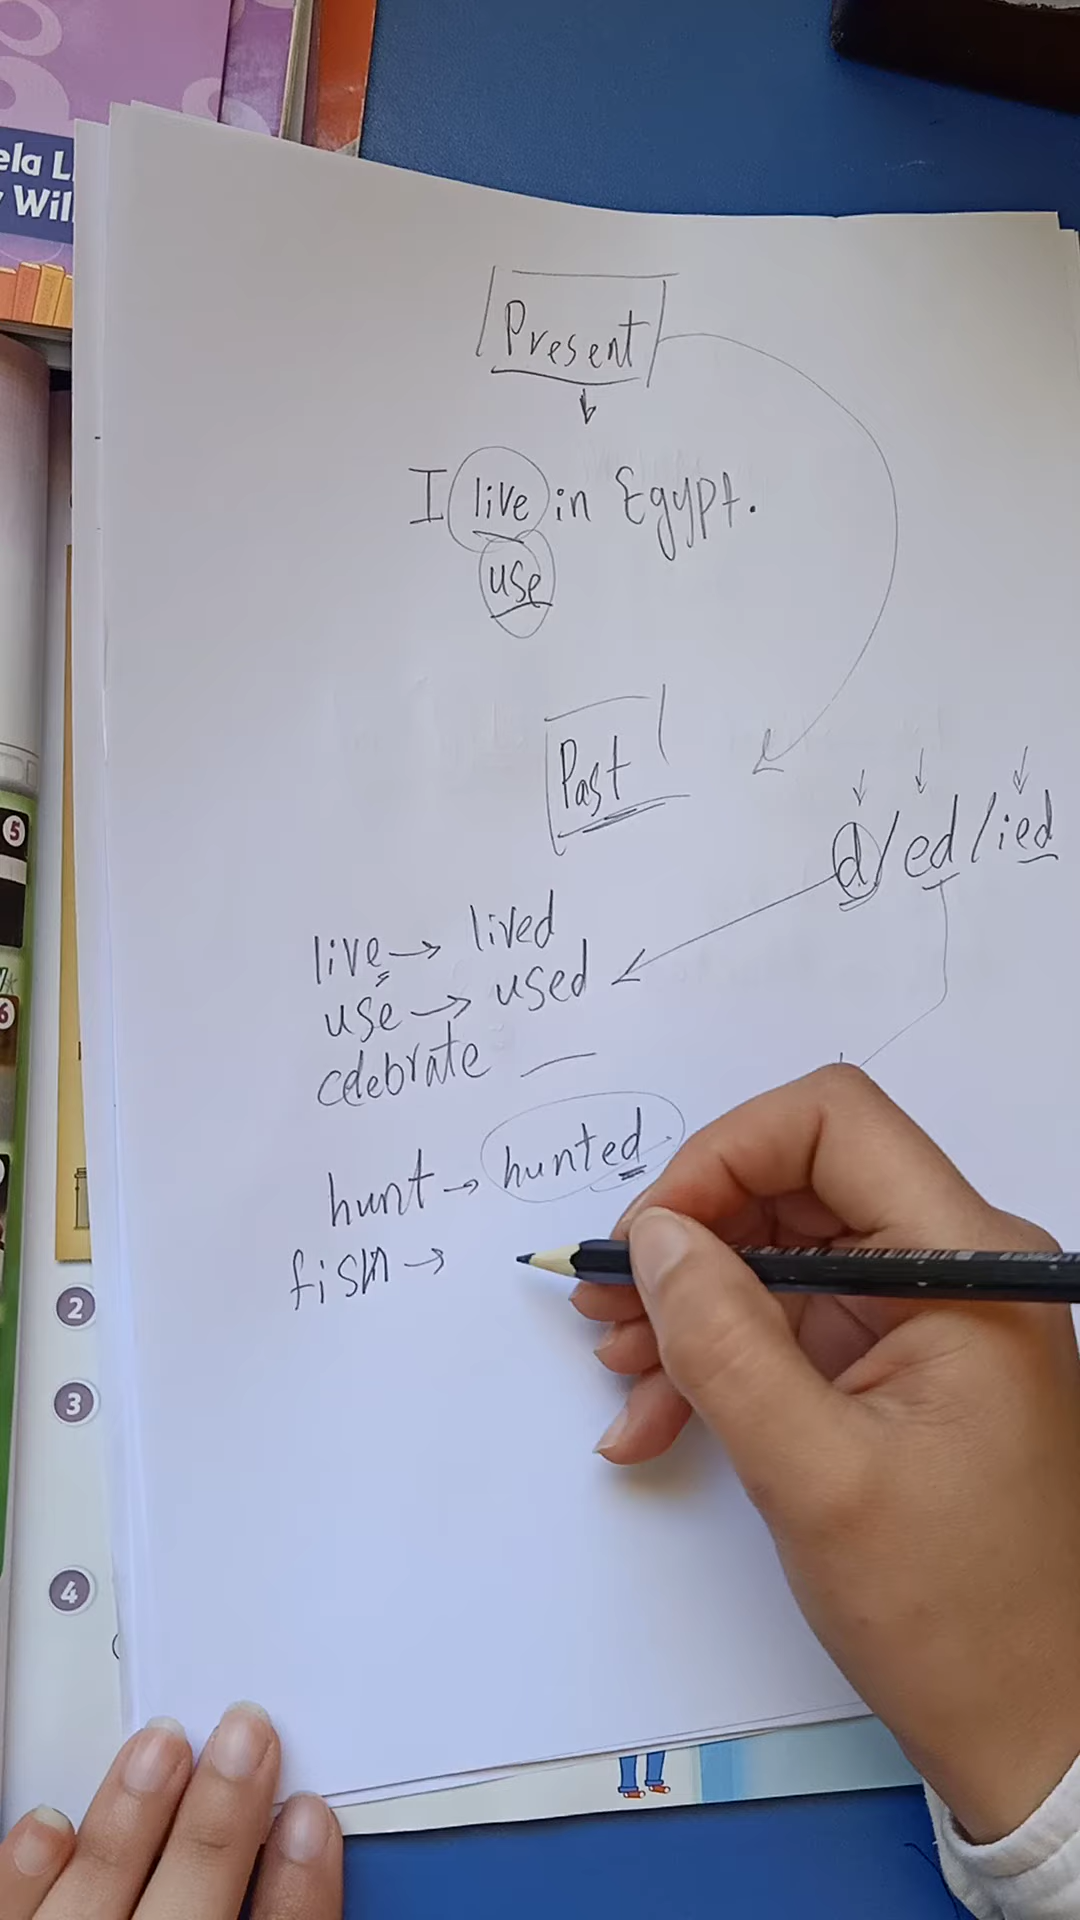 ela L
Wil
Present
I live in Egypt.
use
Past
d/ed/ied
live → lived
use → used
celebrate —
hunt → hunted
fish →
5
6
2
3
4